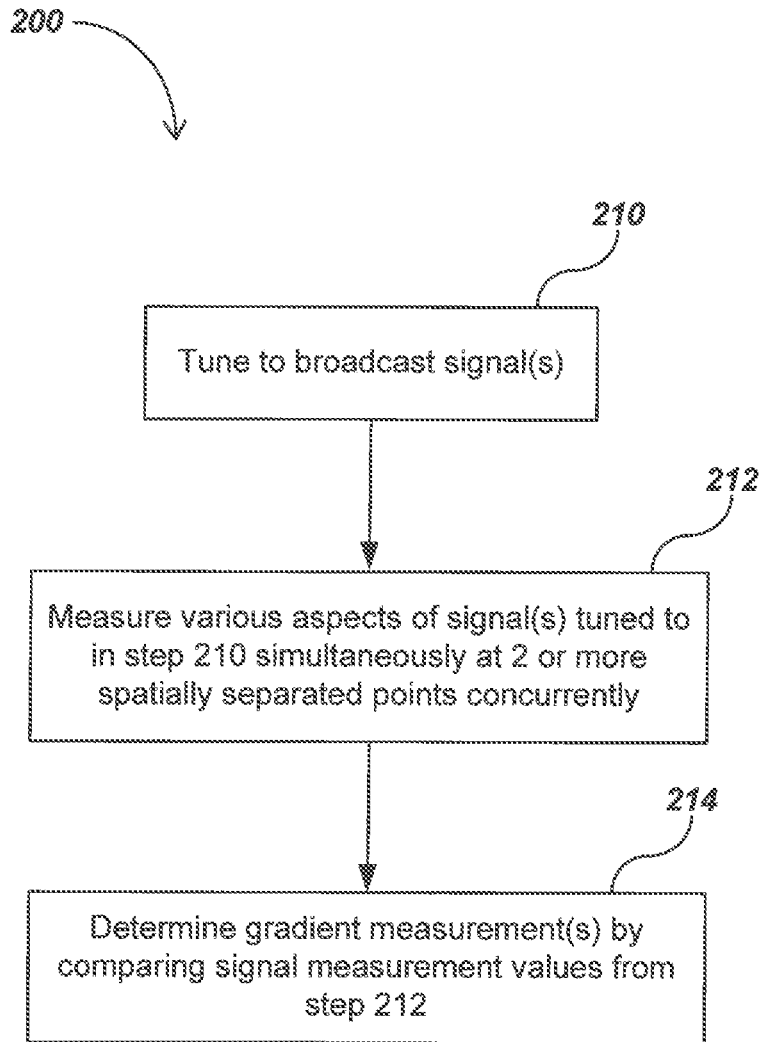 200
210
Tune to broadcast signal(s)
212
Measure various aspects of signal(s) tuned to
in step 210 simultaneously at 2 or more
spatially separated points concurrently
214
Determine gradient measurement(s) by
comparing signal measurement values from
step 212